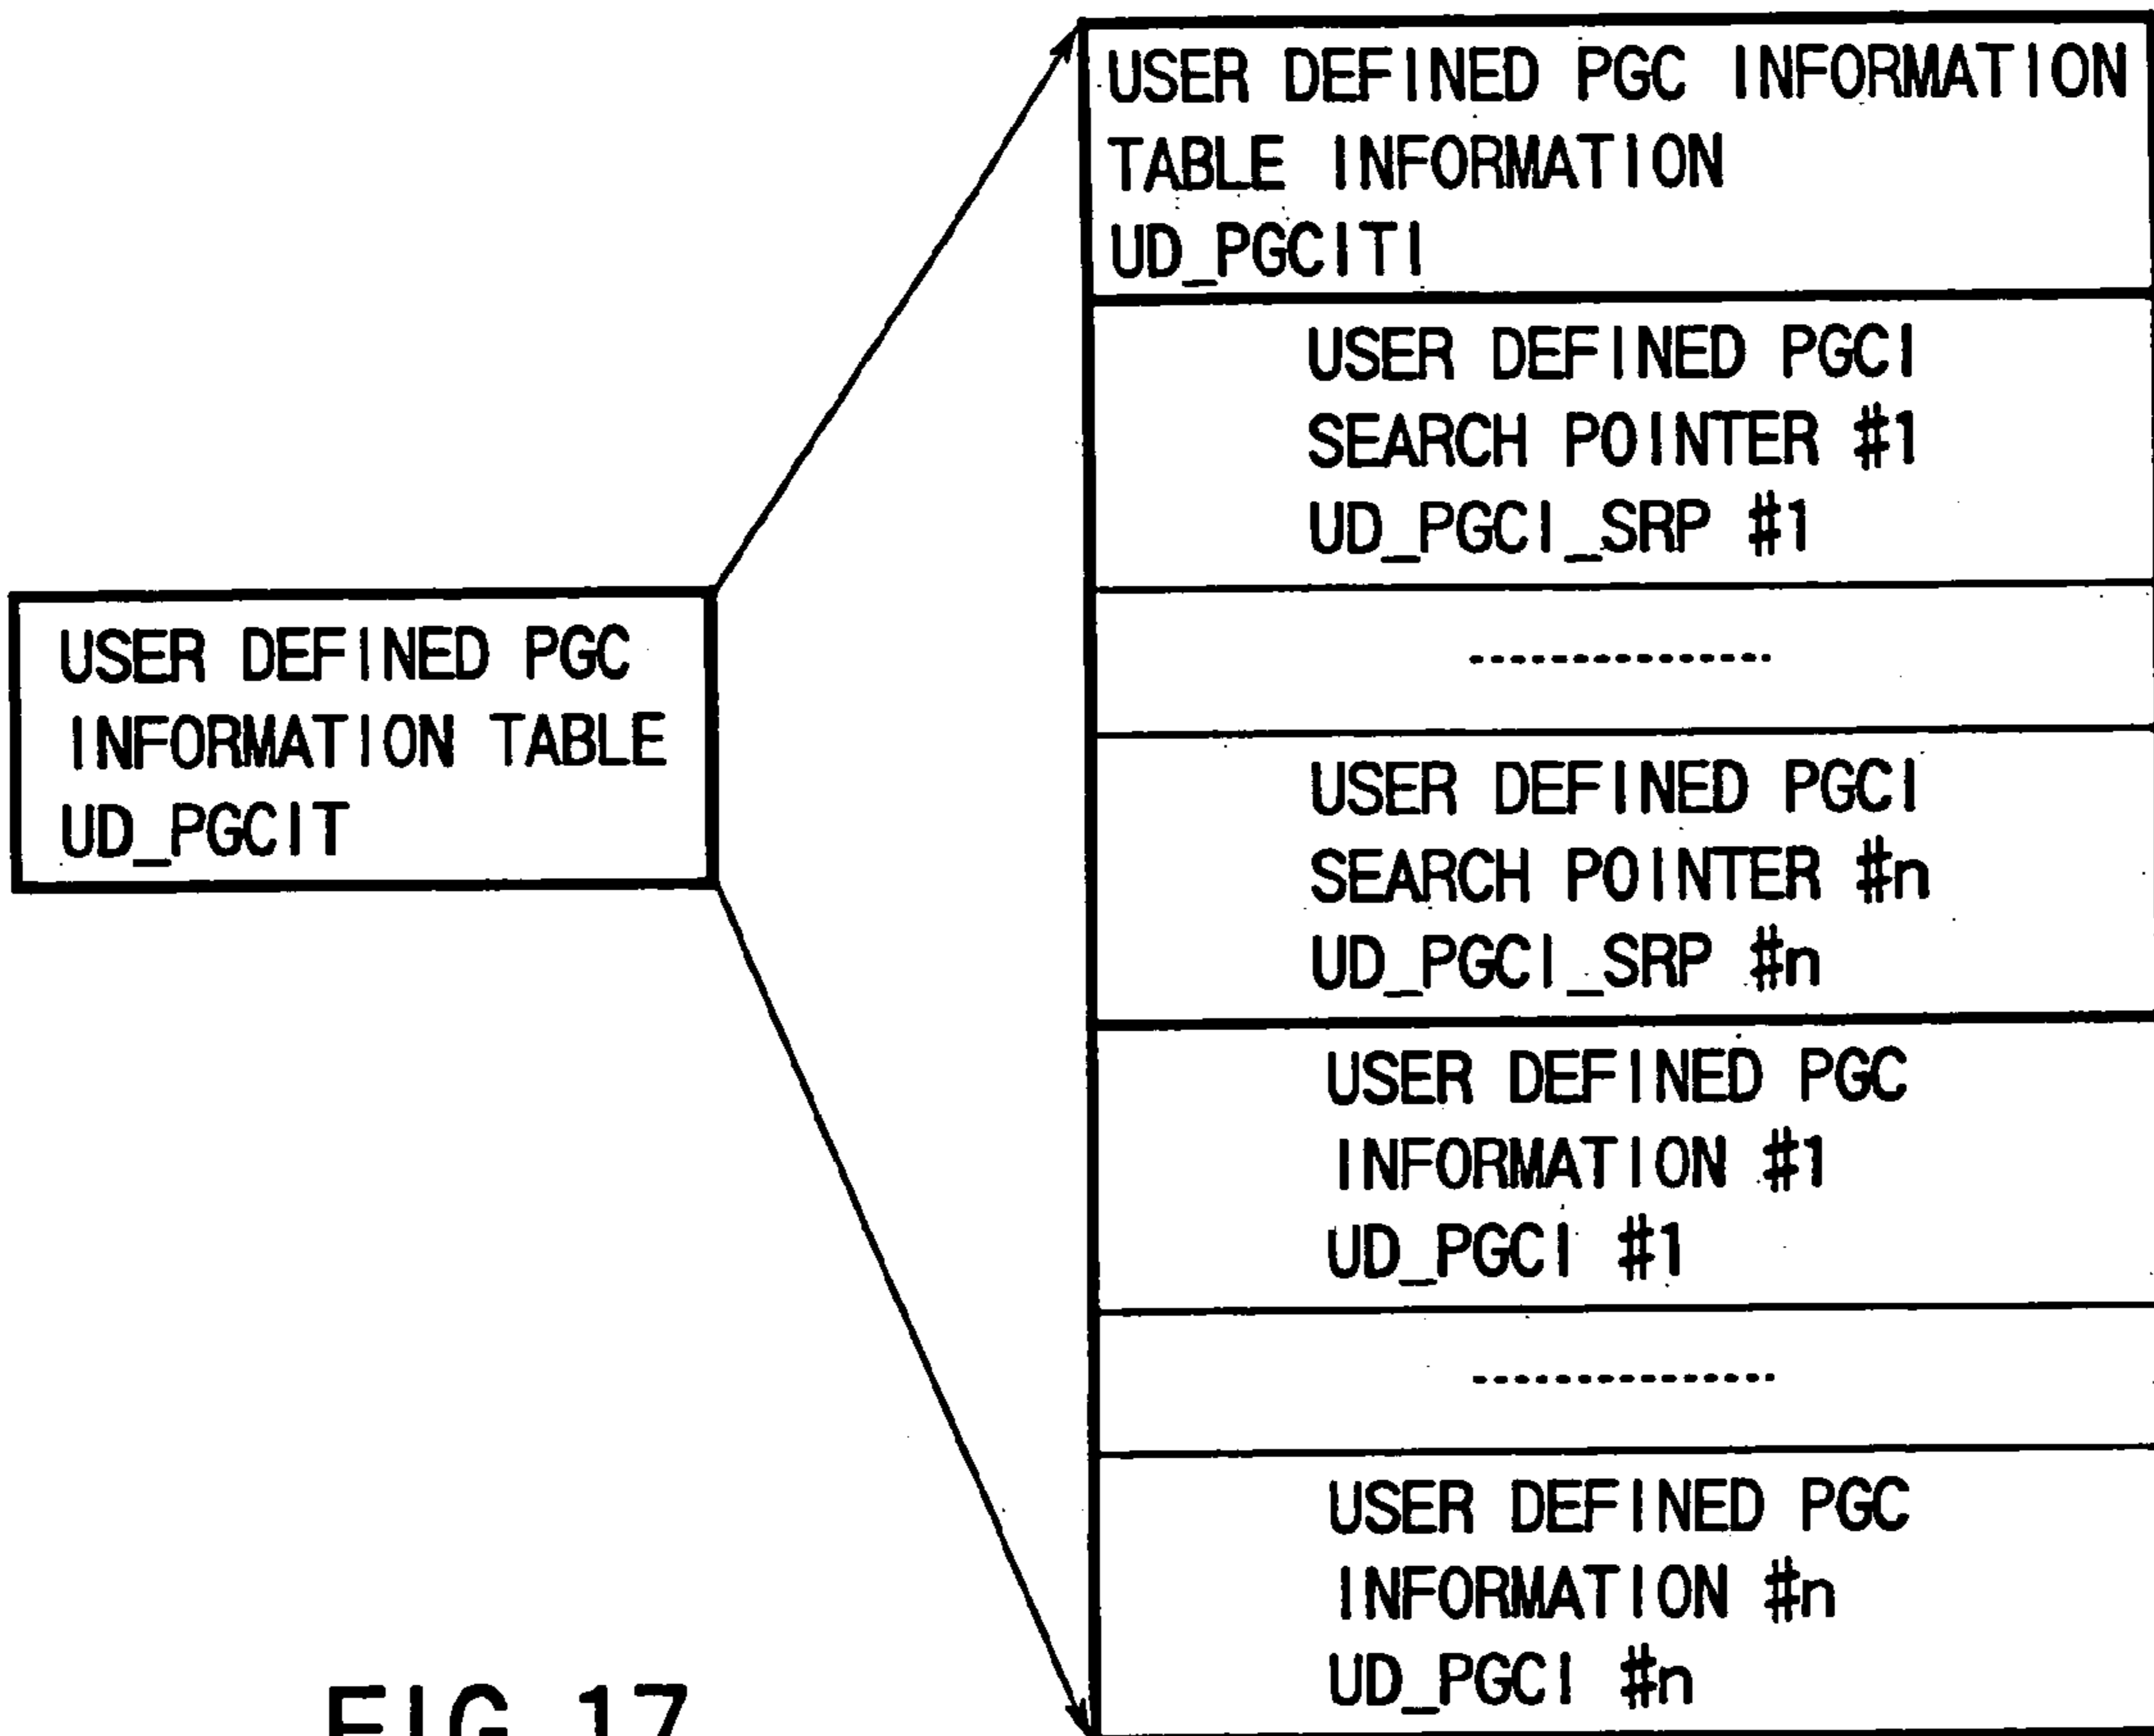 USER DEFINED PGC INFORMATION
TABLE INFORMATION
UD_PGCITI
USER DEFINED PGCI
SEARCH POINTER #1
UD_PGCI_SRP #1
----------------
USER DEFINED PGC
INFORMATION TABLE
UD_PGCIT
USER DEFINED PGCI
SEARCH POINTER #n
UD_PGCI_SRP #n
USER DEFINED PGC
INFORMATION #1
UD_PGCI #1
----------------
USER DEFINED PGC
INFORMATION #n
UD_PGCI #n
FIG. 17